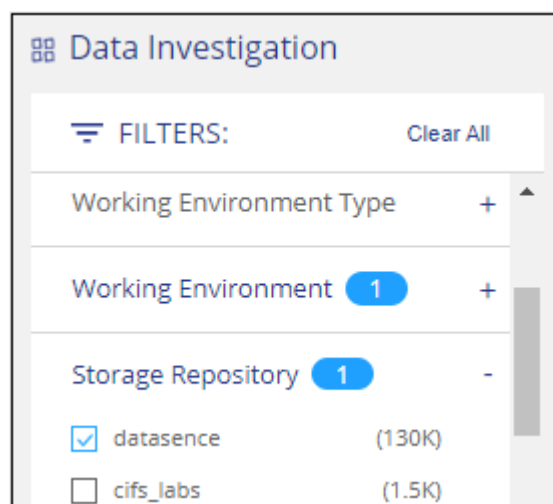 Data Investigation
FILTERS: Clear All
Working Environment Type +
Working Environment 1 +
Storage Repository 1 -
datasence (130K)
cifs_labs (1.5K)